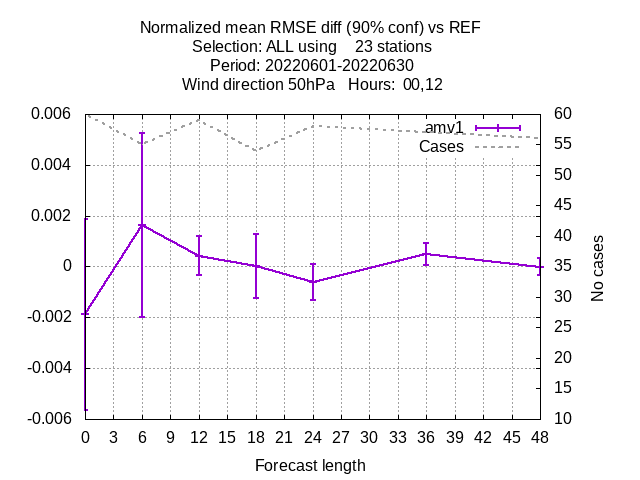 Normalized mean RMSE diff (90% conf) vs REF
Selection: ALL using 23 stations
Period: 20220601-20220630
Wind direction 50hPa Hours: 00,12
0.006
0.004
0.002
0
-0.002
-0.004
-0.006
amv1
Cases
60
55
50
45
40
35
30
25
20
15
10
No cases
0 3 6 9 12 15 18 21 24 27 30 33 36 39 42 45 48
Forecast length